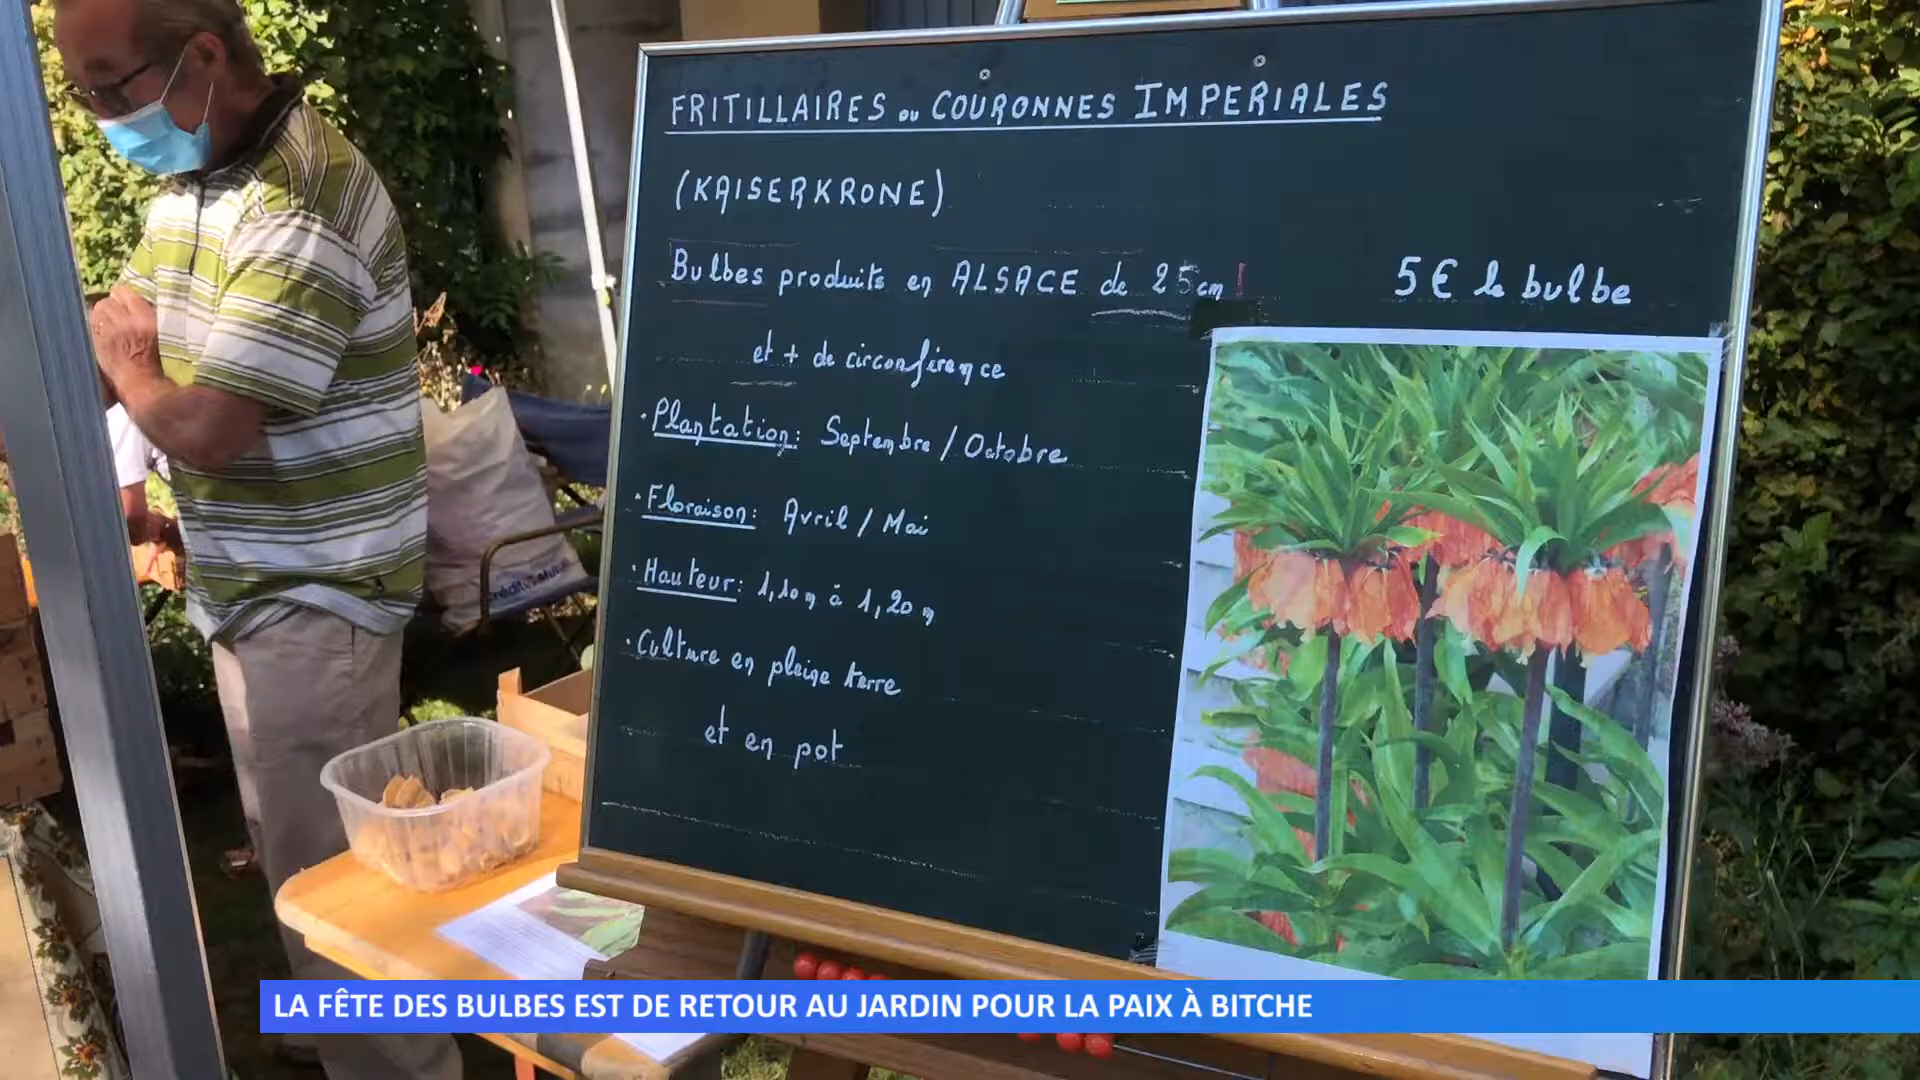 FRITILLAIRES ou COURONNES IMPERIALES
(KAISERKRONE)
Bulbes produits en ALSACE de 25cm !
5€ le bulbe
et + de circonférence
• Plantation: Septembre / Octobre
• Floraison: Avril / Mai
• Hauteur: 1,10m à 1,20m
• Culture en pleine terre
et en pot
LA FÊTE DES BULBES EST DE RETOUR AU JARDIN POUR LA PAIX À BITCHE